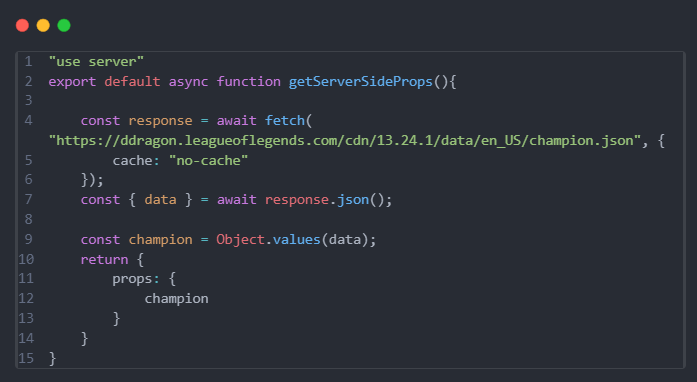 1 "use server"
2 export default async function getServerSideProps(){
3
4     const response = await fetch(
"https://ddragon.leagueoflegends.com/cdn/13.24.1/data/en_US/champion.json", {
5         cache: "no-cache"
6     });
7     const { data } = await response.json();
8
9     const champion = Object.values(data);
10     return {
11         props: {
12             champion
13         }
14     }
15 }